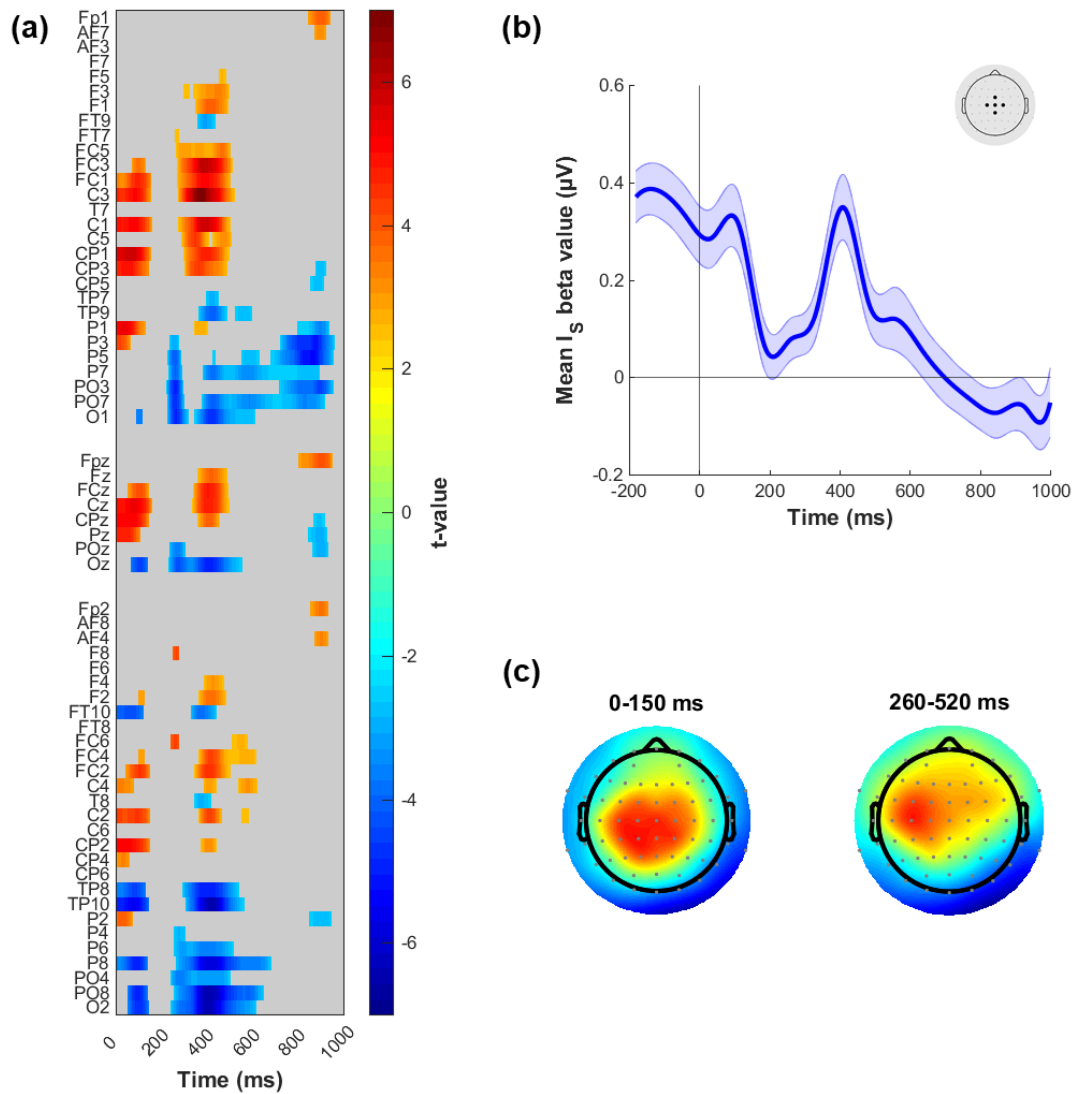 (a)
Fp1
AF7
AF3
F7
F5
F3
F1
FT9
FT7
FC5
FC3
FC1
C3
T7
C1
C5
CP1
CP3
CP5
TP7
TP9
P1
P3
P5
P7
PO3
PO7
O1
Fpz
Fz
FCz
Cz
CPz
Pz
POz
Oz
Fp2
AF8
AF4
F8
F6
F4
F2
FT10
FT8
FC6
FC4
FC2
C4
T8
C2
C6
CP2
CP4
CP6
TP8
TP10
P2
P4
P6
P8
PO4
PO8
O2
0 200 400 600 800 1000
Time (ms)
6
4
2
0
-2
-4
-6
t-value
(b)
0.6
0.4
0.2
0
-0.2
Mean I_S beta value (µV)
-200 0 200 400 600 800 1000
Time (ms)
(c)
0-150 ms 260-520 ms